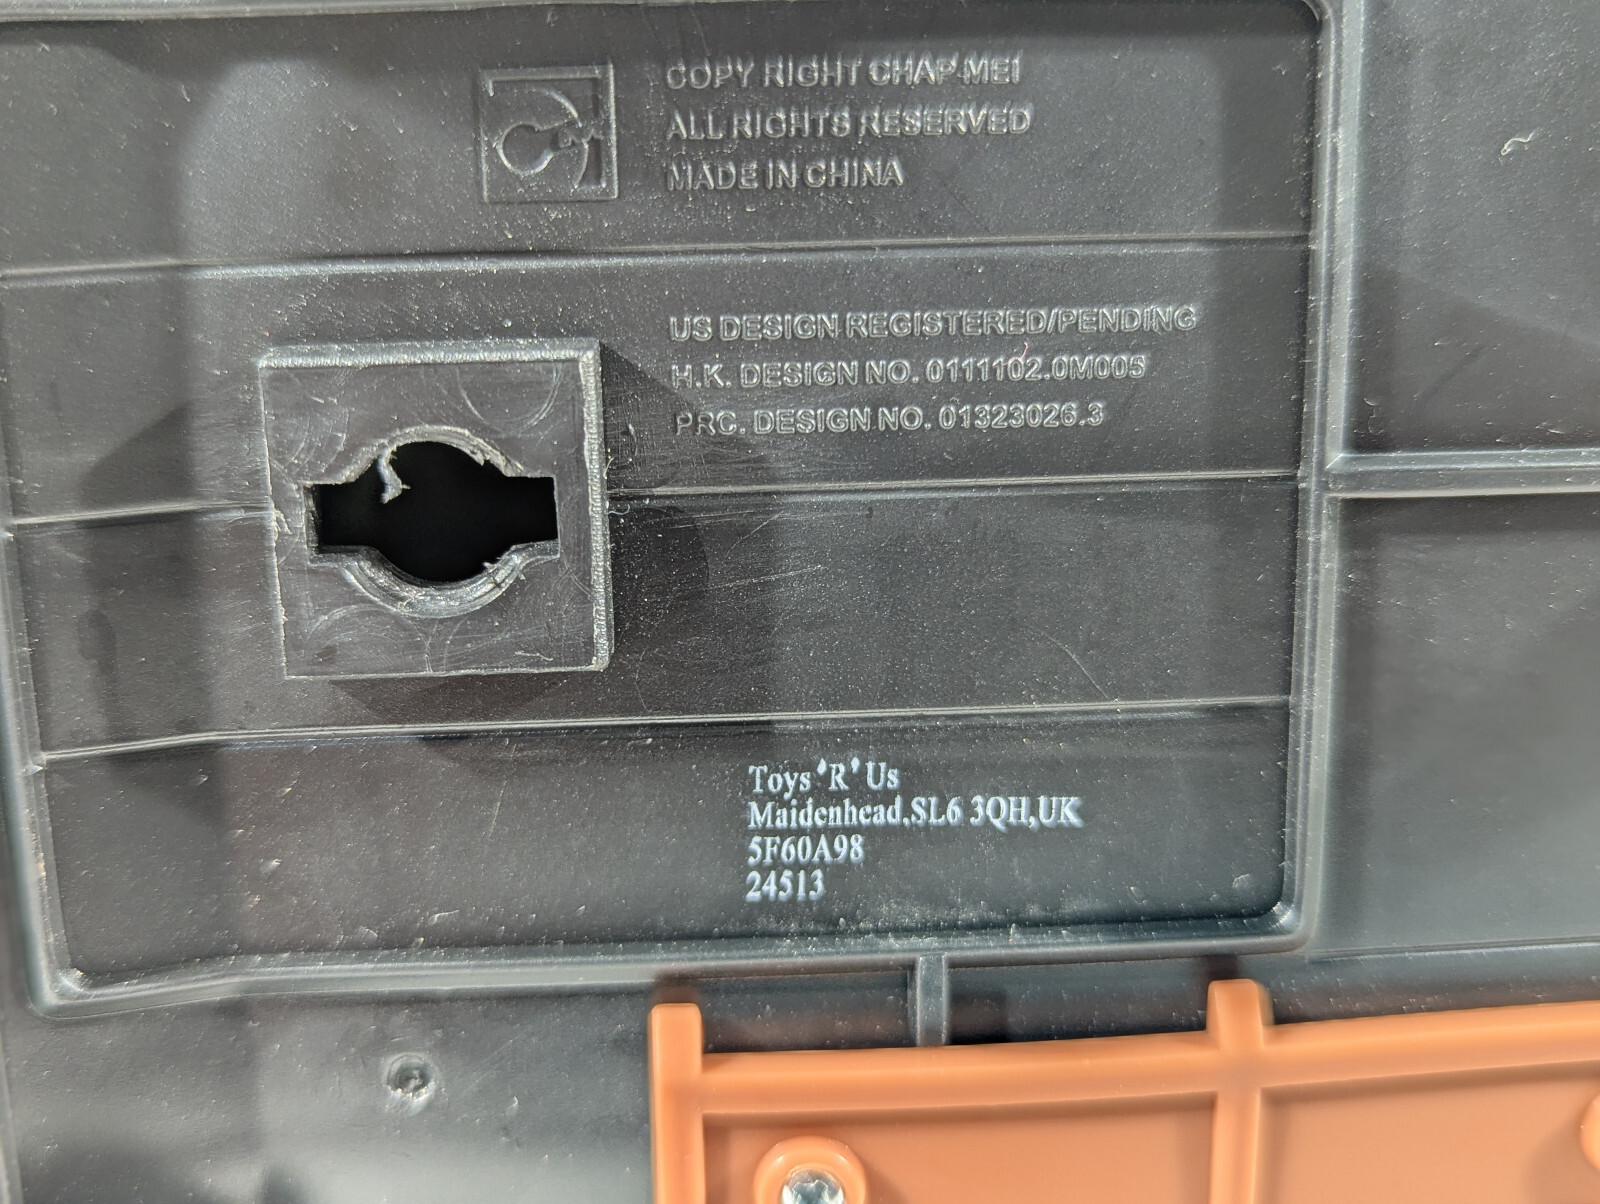 COPY RIGHT CHAP-MEI
ALL RIGHTS RESERVED
MADE IN CHINA
US DESIGN REGISTERED/PENDING
H.K. DESIGN NO. 0111102.0M005
PRC. DESIGN NO. 01323026.3
Toys 'R' Us
Maidenhead,SL6 3QH,UK
5F60A98
24513